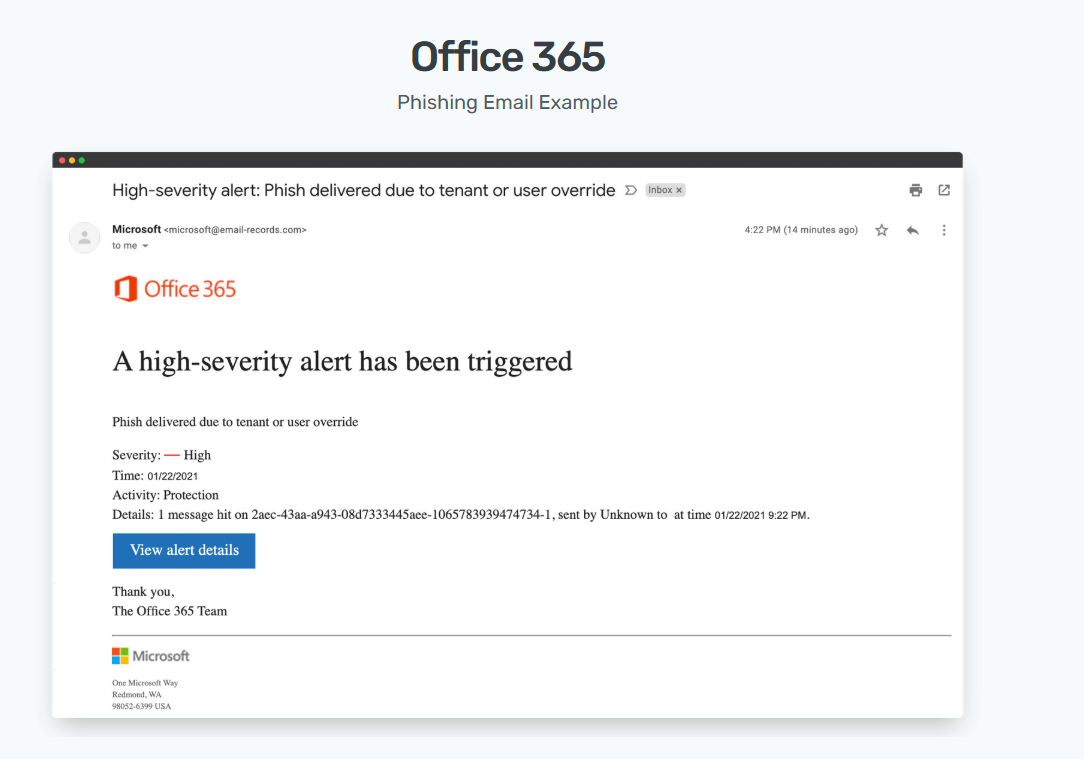 Office 365
Phishing Email Example
High-severity alert: Phish delivered due to tenant or user override Inbox x
Microsoft <microsoft@email-records.com> 4:22 PM (14 minutes ago)
to me
Office 365
A high-severity alert has been triggered
Phish delivered due to tenant or user override
Severity: — High
Time: 01/22/2021
Activity: Protection
Details: 1 message hit on 2aec-43aa-a943-08d7333445aee-1065783939474734-1, sent by Unknown to at time 01/22/2021 9:22 PM.
View alert details
Thank you,
The Office 365 Team
Microsoft
One Microsoft Way
Redmond, WA
98052-6399 USA